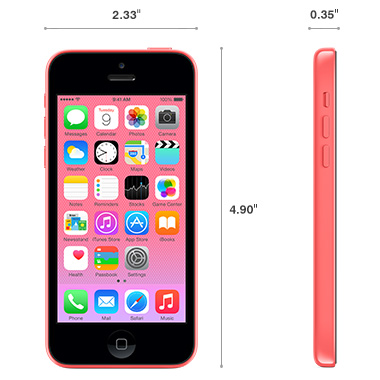 2.33"
0.35"
9:41 AM 100%
Tuesday
9
Messages Calendar Photos Camera
Weather Clock Maps Videos
Notes Reminders Stocks Game Center
Newsstand iTunes Store App Store iBooks
Health Passbook Settings
Phone Mail Safari Music
4.90"